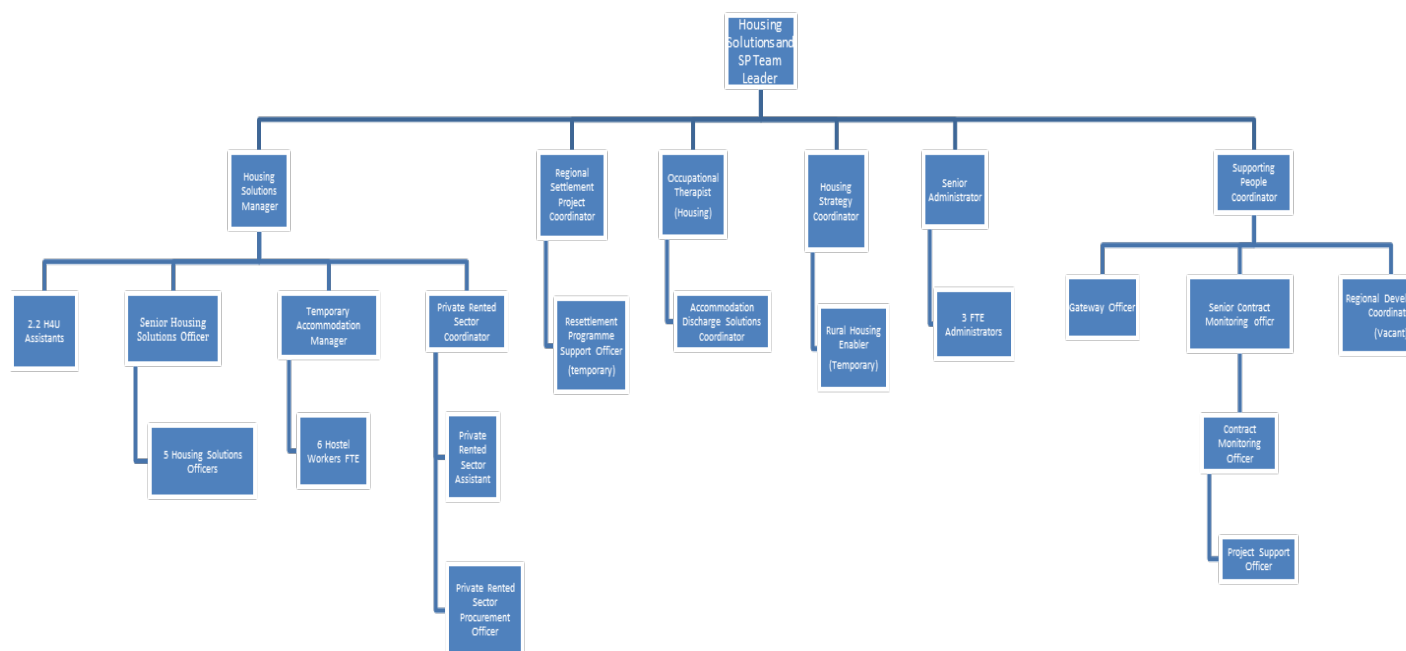 Housing
Solutions and
SP Team
Leader
Housing
Solutions
Manager
Regional
Settlement
Project
Coordinator
Occupational
Therapist
(Housing)
Housing
Strategy
Coordinator
Senior
Administrator
Supporting
People
Coordinator
2.2 H4U
Assistants
Senior Housing
Solutions Officer
Temporary
Accommodation
Manager
Private Rented
Sector
Coordinator
Resettlement
Programme
Support Officer
(temporary)
Accommodation
Discharge Solutions
Coordinator
Rural Housing
Enabler
(Temporary)
3 FTE
Administrators
Gateway Officer
Senior Contract
Monitoring officr
Regional Devel
Coordinat
(Vacant)
5 Housing Solutions
Officers
6 Hostel
Workers FTE
Private
Rented
Sector
Assistant
Private Rented
Sector
Procurement
Officer
Contract
Monitoring
Officer
Project Support
Officer